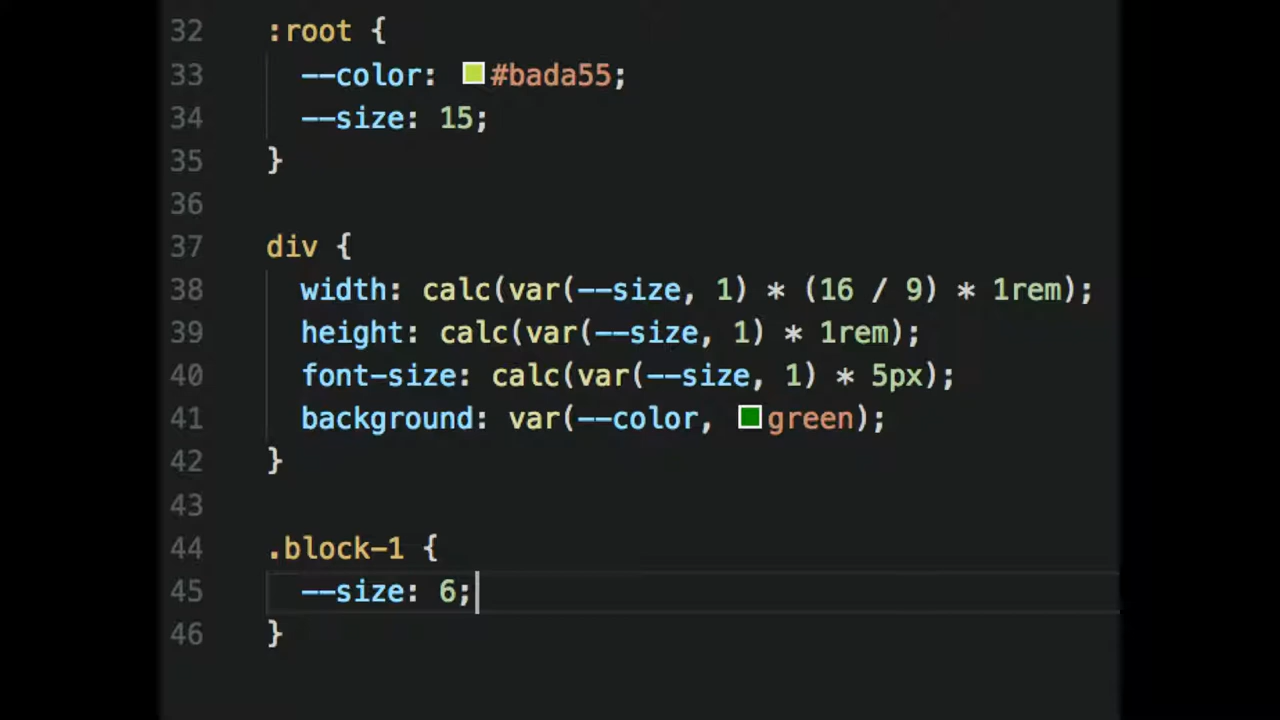 32 :root {
33 --color: #bada55;
34 --size: 15;
35 }
36
37 div {
38 width: calc(var(--size, 1) * (16 / 9) * 1rem);
39 height: calc(var(--size, 1) * 1rem);
40 font-size: calc(var(--size, 1) * 5px);
41 background: var(--color, green);
42 }
43
44 .block-1 {
45 --size: 6;
46 }